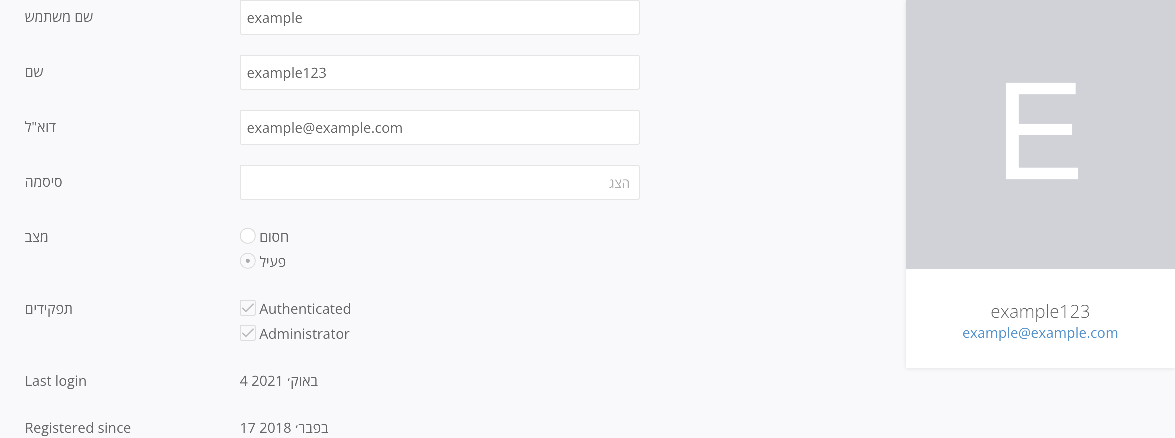 שם משתמש
example
שם
example123
דוא"ל
example@example.com
סיסמה
הצג
מצב
חסום
פעיל
תפקידים
Authenticated
Administrator
Last login
4 באוק׳ 2021
Registered since
17 בפבר׳ 2018
E
example123
example@example.com